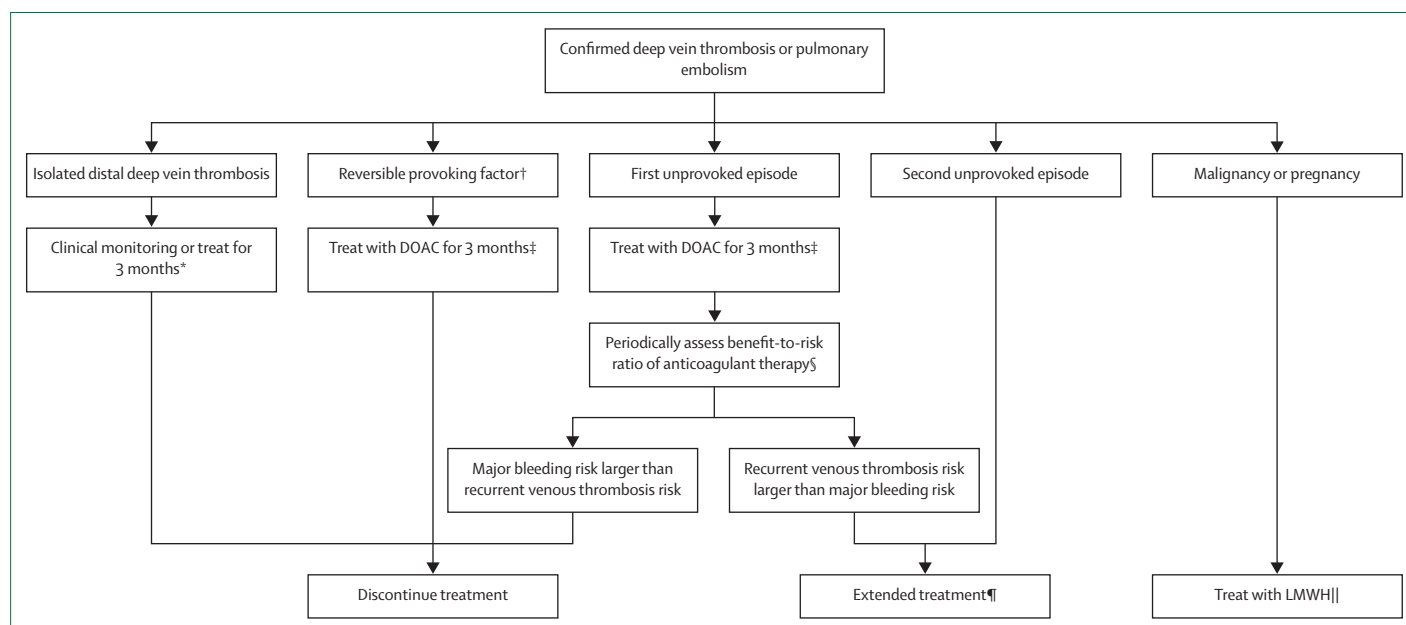 Confirmed deep vein thrombosis or pulmonary
embolism
Isolated distal deep vein thrombosis
Reversible provoking factor†
First unprovoked episode
Second unprovoked episode
Malignancy or pregnancy
Clinical monitoring or treat for
3 months*
Treat with DOAC for 3 months‡
Treat with DOAC for 3 months‡
Periodically assess benefit-to-risk
ratio of anticoagulant therapy§
Major bleeding risk larger than
recurrent venous thrombosis risk
Recurrent venous thrombosis risk
larger than major bleeding risk
Discontinue treatment
Extended treatment¶
Treat with LMWH||